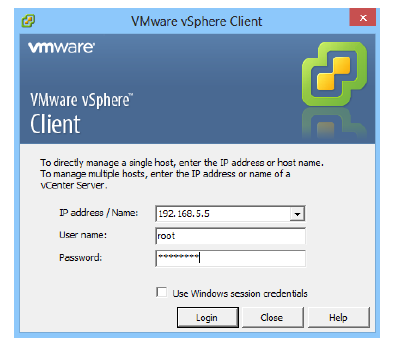 VMware vSphere Client
vmware®
VMware vSphere™
Client
To directly manage a single host, enter the IP address or host name.
To manage multiple hosts, enter the IP address or name of a
vCenter Server.
IP address / Name: 192.168.5.5
User name: root
Password: ********
Use Windows session credentials
Login Close Help